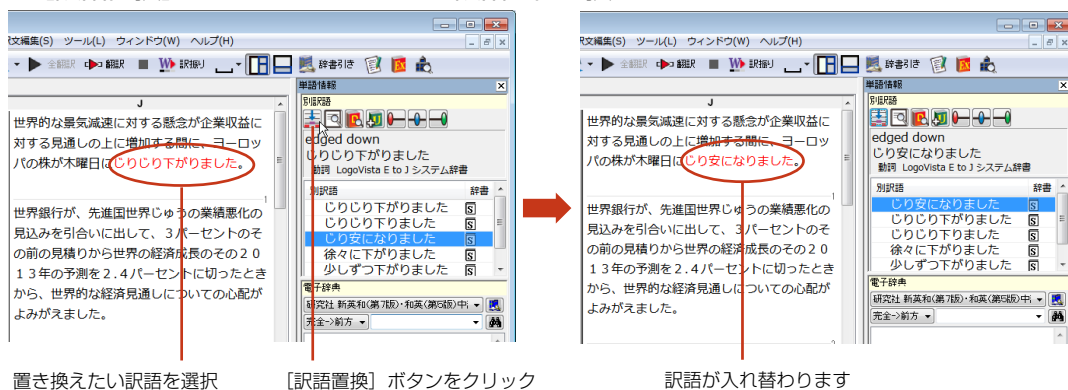 訳文編集(S) ツール(L) ウィンドウ(W) ヘルプ(H)
全翻訳 翻訳 訳振り 辞書引き
J
世界的な景気減速に対する懸念が企業収益に
対する見通しの上に増加する間に、ヨーロッ
パの株が木曜日にじりじり下がりました。
1
世界銀行が、先進国世界じゅうの業績悪化の
見込みを引合いに出して、3パーセントのそ
の前の見積りから世界の経済成長のその20
13年の予測を2.4パーセントに切ったとき
から、世界的な経済見通しについての心配が
よみがえました。
単語情報
別訳語
edged down
じりじり下がりました
動詞 LogoVista E to J システム辞書
別訳語 辞書
じりじり下がりました S
じりじり下りました S
じり安になりました S
徐々に下がりました S
少しずつ下がりました S
電子辞典
研究社 新英和(第7版)・和英(第5版)中
完全->前方
置き換えたい訳語を選択
[訳語置換] ボタンをクリック
訳文編集(S) ツール(L) ウィンドウ(W) ヘルプ(H)
全翻訳 翻訳 訳振り 辞書引き
J
世界的な景気減速に対する懸念が企業収益に
対する見通しの上に増加する間に、ヨーロッ
パの株が木曜日にじり安になりました。
1
世界銀行が、先進国世界じゅうの業績悪化の
見込みを引合いに出して、3パーセントのそ
の前の見積りから世界の経済成長のその20
13年の予測を2.4パーセントに切ったとき
から、世界的な経済見通しについての心配が
よみがえました。
単語情報
別訳語
edged down
じり安になりました
動詞 LogoVista E to J システム辞書
別訳語 辞書
じり安になりました S
じりじり下がりました S
じりじり下りました S
徐々に下がりました S
少しずつ下がりました S
電子辞典
研究社 新英和(第7版)・和英(第5版)中
完全->前方
訳語が入れ替わります